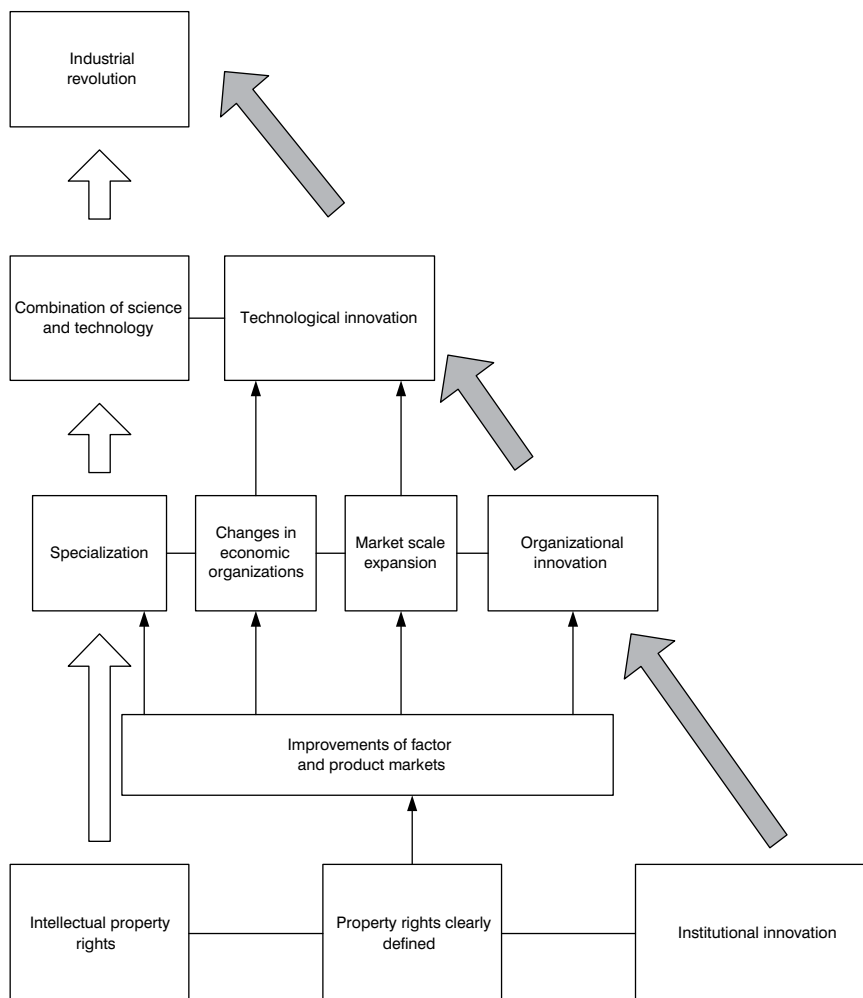 Industrial
revolution
Combination of science
and technology
Technological innovation
Specialization
Changes in
economic
organizations
Market scale
expansion
Organizational
innovation
Improvements of factor
and product markets
Intellectual property
rights
Property rights clearly
defined
Institutional innovation